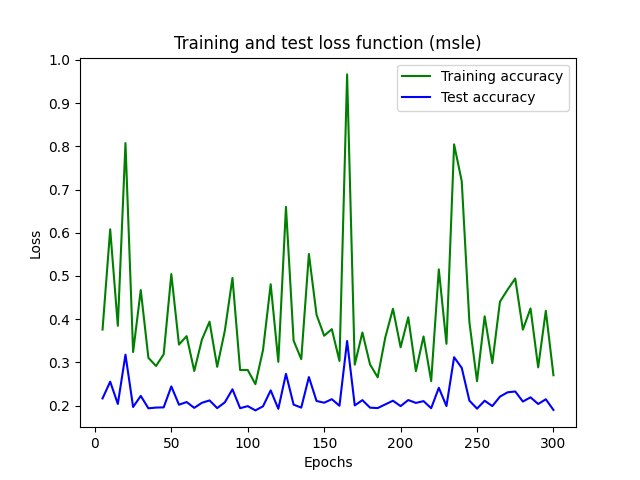 Training and test loss function (msle)
Training accuracy
Test accuracy
Loss
1.0
0.9
0.8
0.7
0.6
0.5
0.4
0.3
0.2
0 50 100 150 200 250 300
Epochs